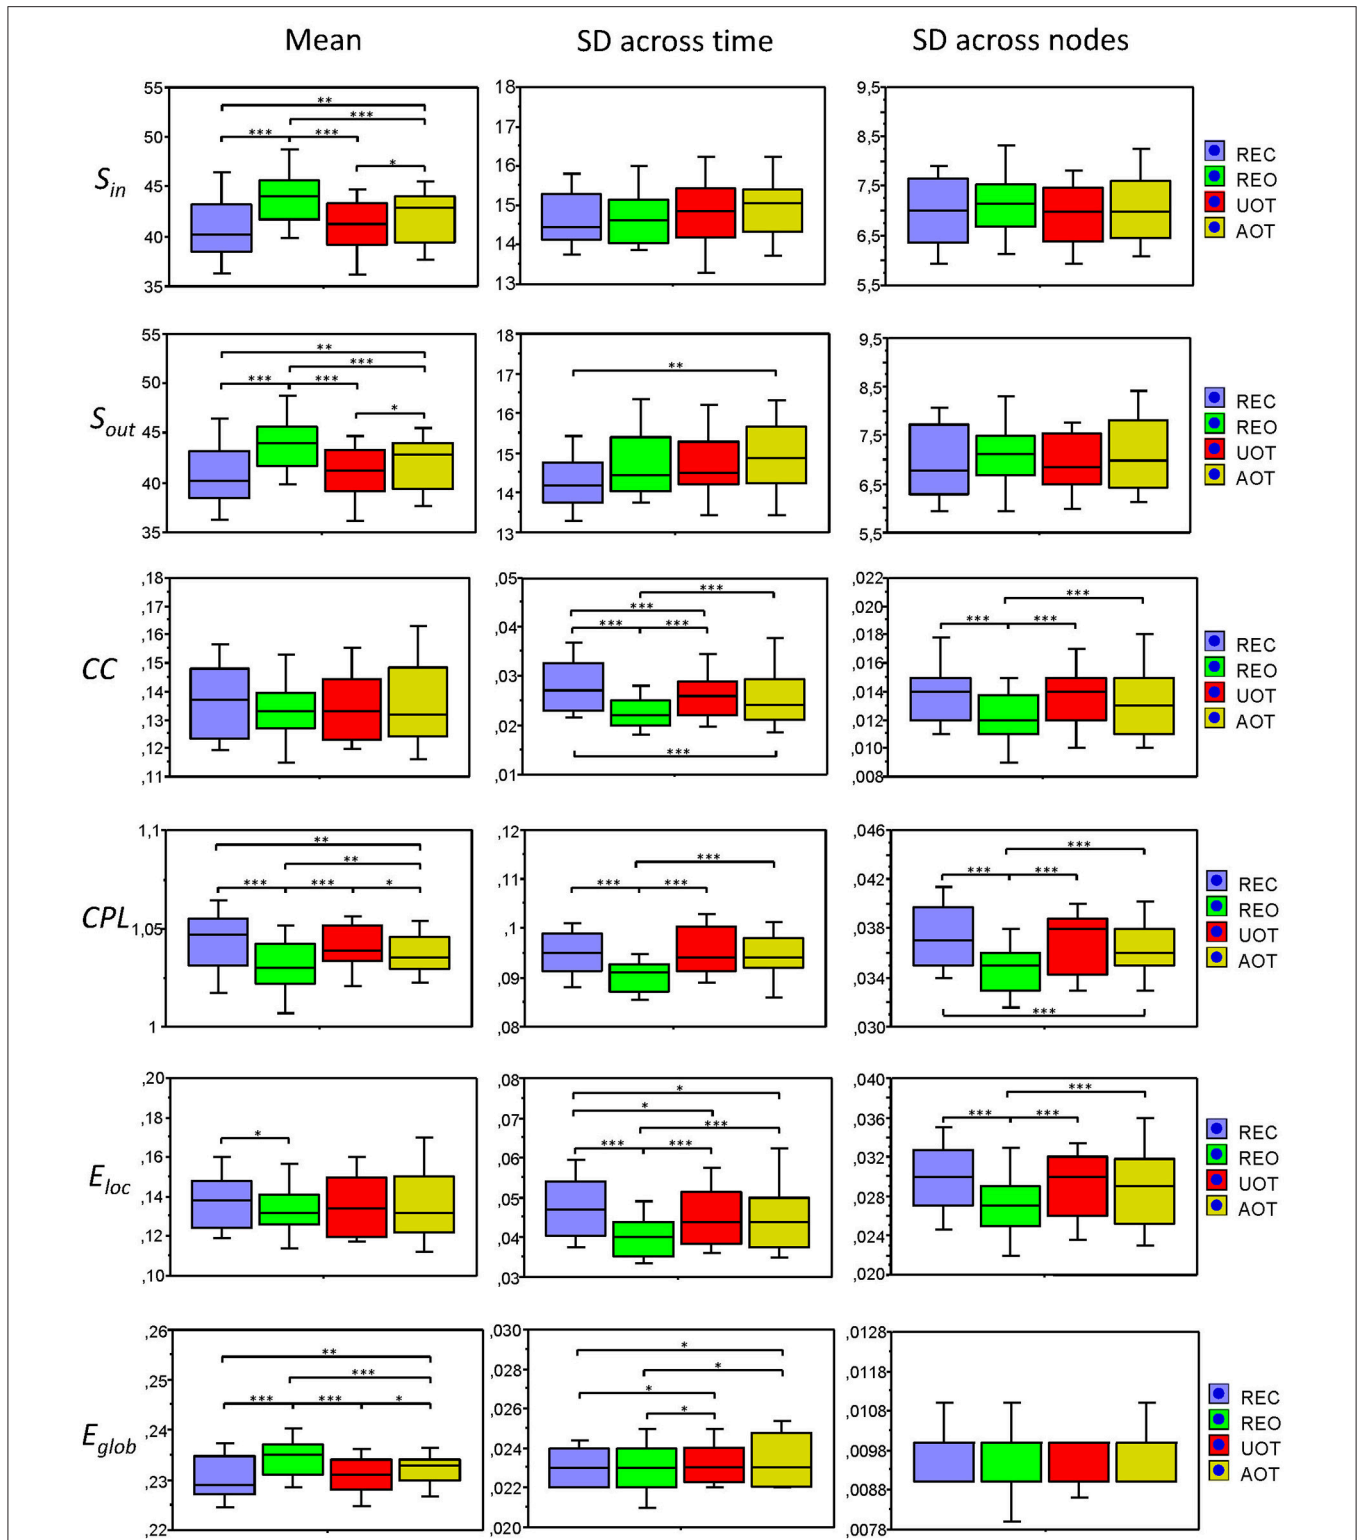 Mean SD across time SD across nodes
S_in
55 50 45 40 35
** *** *** *** *
18 17 16 15 14 13
9,5 8,5 7,5 6,5 5,5
REC
REO
UOT
AOT
S_out
55 50 45 40 35
** *** *** *** *
18 17 16 15 14 13
**
9,5 8,5 7,5 6,5 5,5
REC
REO
UOT
AOT
CC
,18 ,17 ,16 ,15 ,14 ,13 ,12 ,11
,05 ,04 ,03 ,02 ,01
*** *** *** *** ***
,022 ,020 ,018 ,016 ,014 ,012 ,010 ,008
*** *** ***
REC
REO
UOT
AOT
CPL
1,1 1,05 1
** ** *** *** *
,12 ,11 ,1 ,09 ,08
*** *** ***
,046 ,042 ,038 ,034 ,030
*** *** *** ***
REC
REO
UOT
AOT
E_loc
,20 ,18 ,16 ,14 ,12 ,10
*
,08 ,07 ,06 ,05 ,04 ,03
* * *** *** ***
,040 ,036 ,032 ,028 ,024 ,020
*** *** ***
REC
REO
UOT
AOT
E_glob
,26 ,25 ,24 ,23 ,22
** *** *** *** *
,030 ,028 ,026 ,024 ,022 ,020
* * * *
,0128 ,0118 ,0108 ,0098 ,0088 ,0078
REC
REO
UOT
AOT